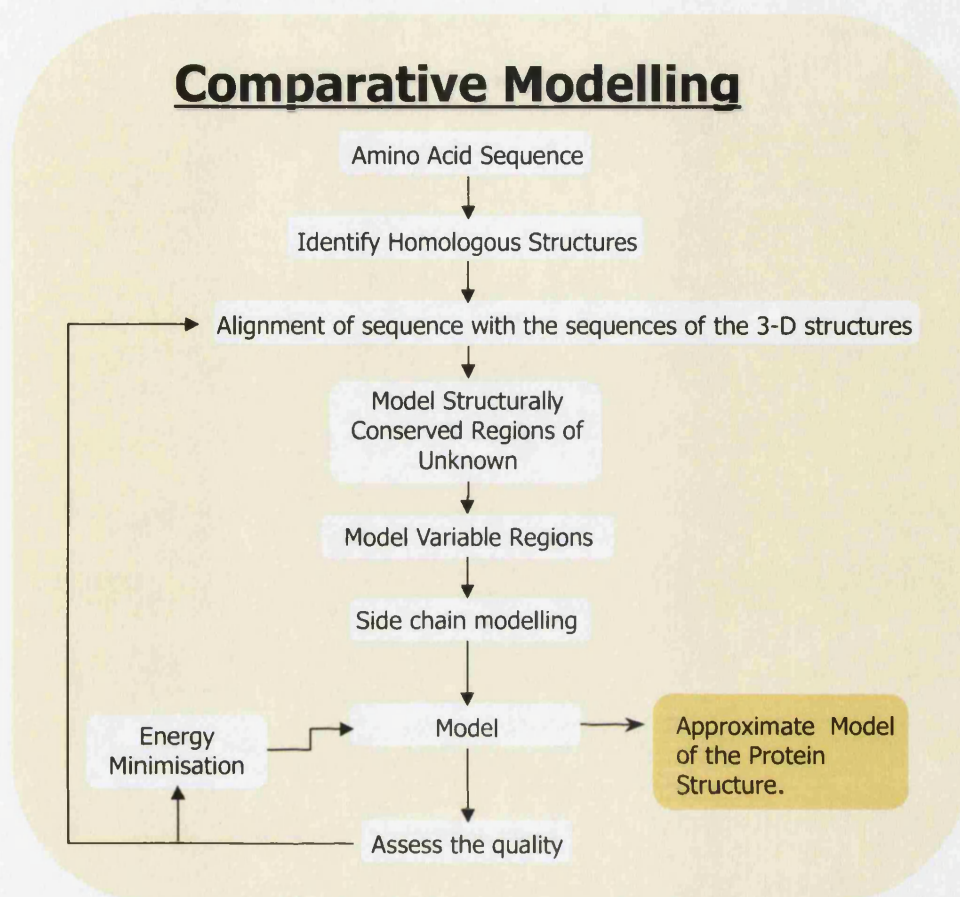 Comparative Modelling
Amino Acid Sequence
Identify Homologous Structures
Alignment of sequence with the sequences of the 3-D structures
Model Structurally
Conserved Regions of
Unknown
Model Variable Regions
Side chain modelling
Energy
Minimisation
Model
Approximate Model
of the Protein
Structure.
Assess the quality